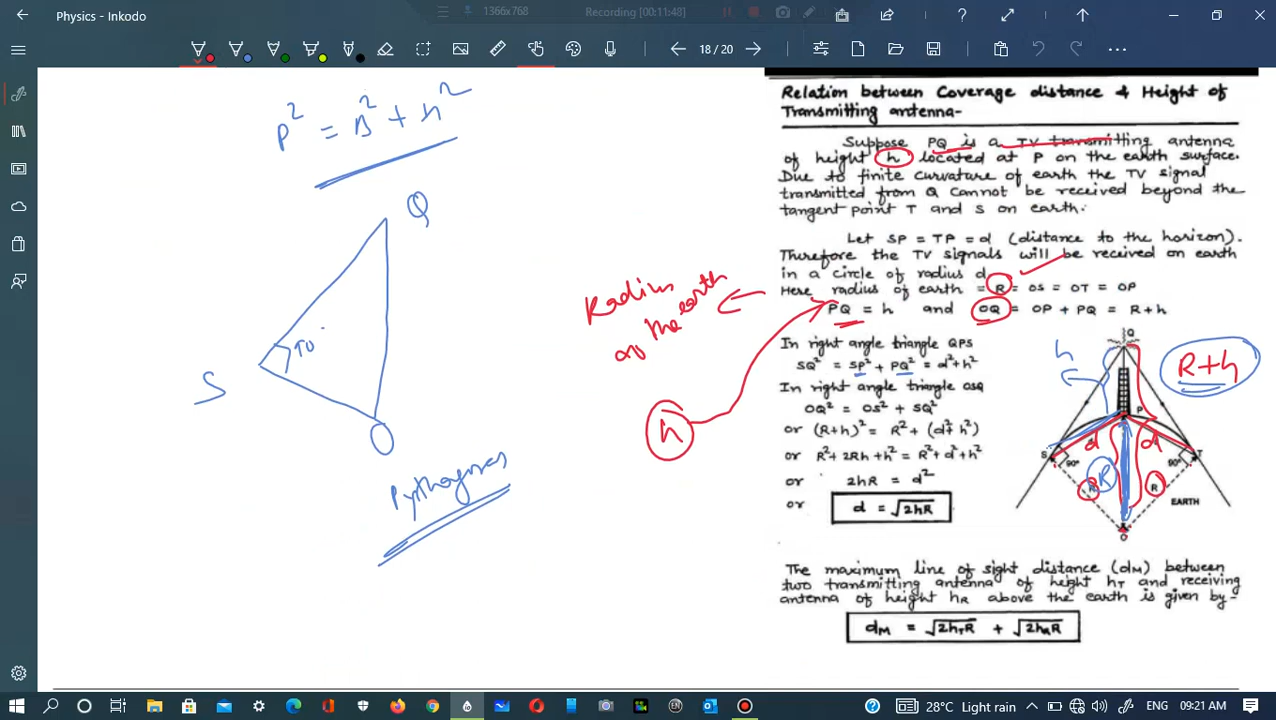 Physics - Inkodo
1366x768
Recording [00:11:48]
18 / 20
P² = B² + h²
Q
S
90
O
Pythagoras
Radius
on the earth
h
Relation between Coverage distance & Height of
Transmitting antenna-
Suppose PQ is a TV transmitting antenna
of height h located at P on the earth surface.
Due to finite curvature of earth the TV signal
transmitted from Q cannot be received beyond the
tangent point T and S on earth.
Let SP = TP = d (distance to the horizon).
Therefore the TV signals will be received on earth
in a circle of radius d
Here radius of earth = R = OS = OT = OP
PQ = h and OQ = OP + PQ = R+h
In right angle triangle QPS
SQ² = SP² + PQ² = d²+h²
In right angle triangle OSQ
OQ² = OS² + SQ²
or (R+h)² = R² + (d²+h²)
or R²+2Rh+h² = R²+d²+h²
or 2hR = d²
or d = √2hR
h
Q
R+h
P
d
d
S
90°
90°
T
R
R
R
EARTH
O
The maximum line of sight distance (dM) between
two transmitting antenna of height hT and receiving
antenna of height hR above the earth is given by-
dM = √2hTR + √2hRR
28°C Light rain
ENG
09:21 AM